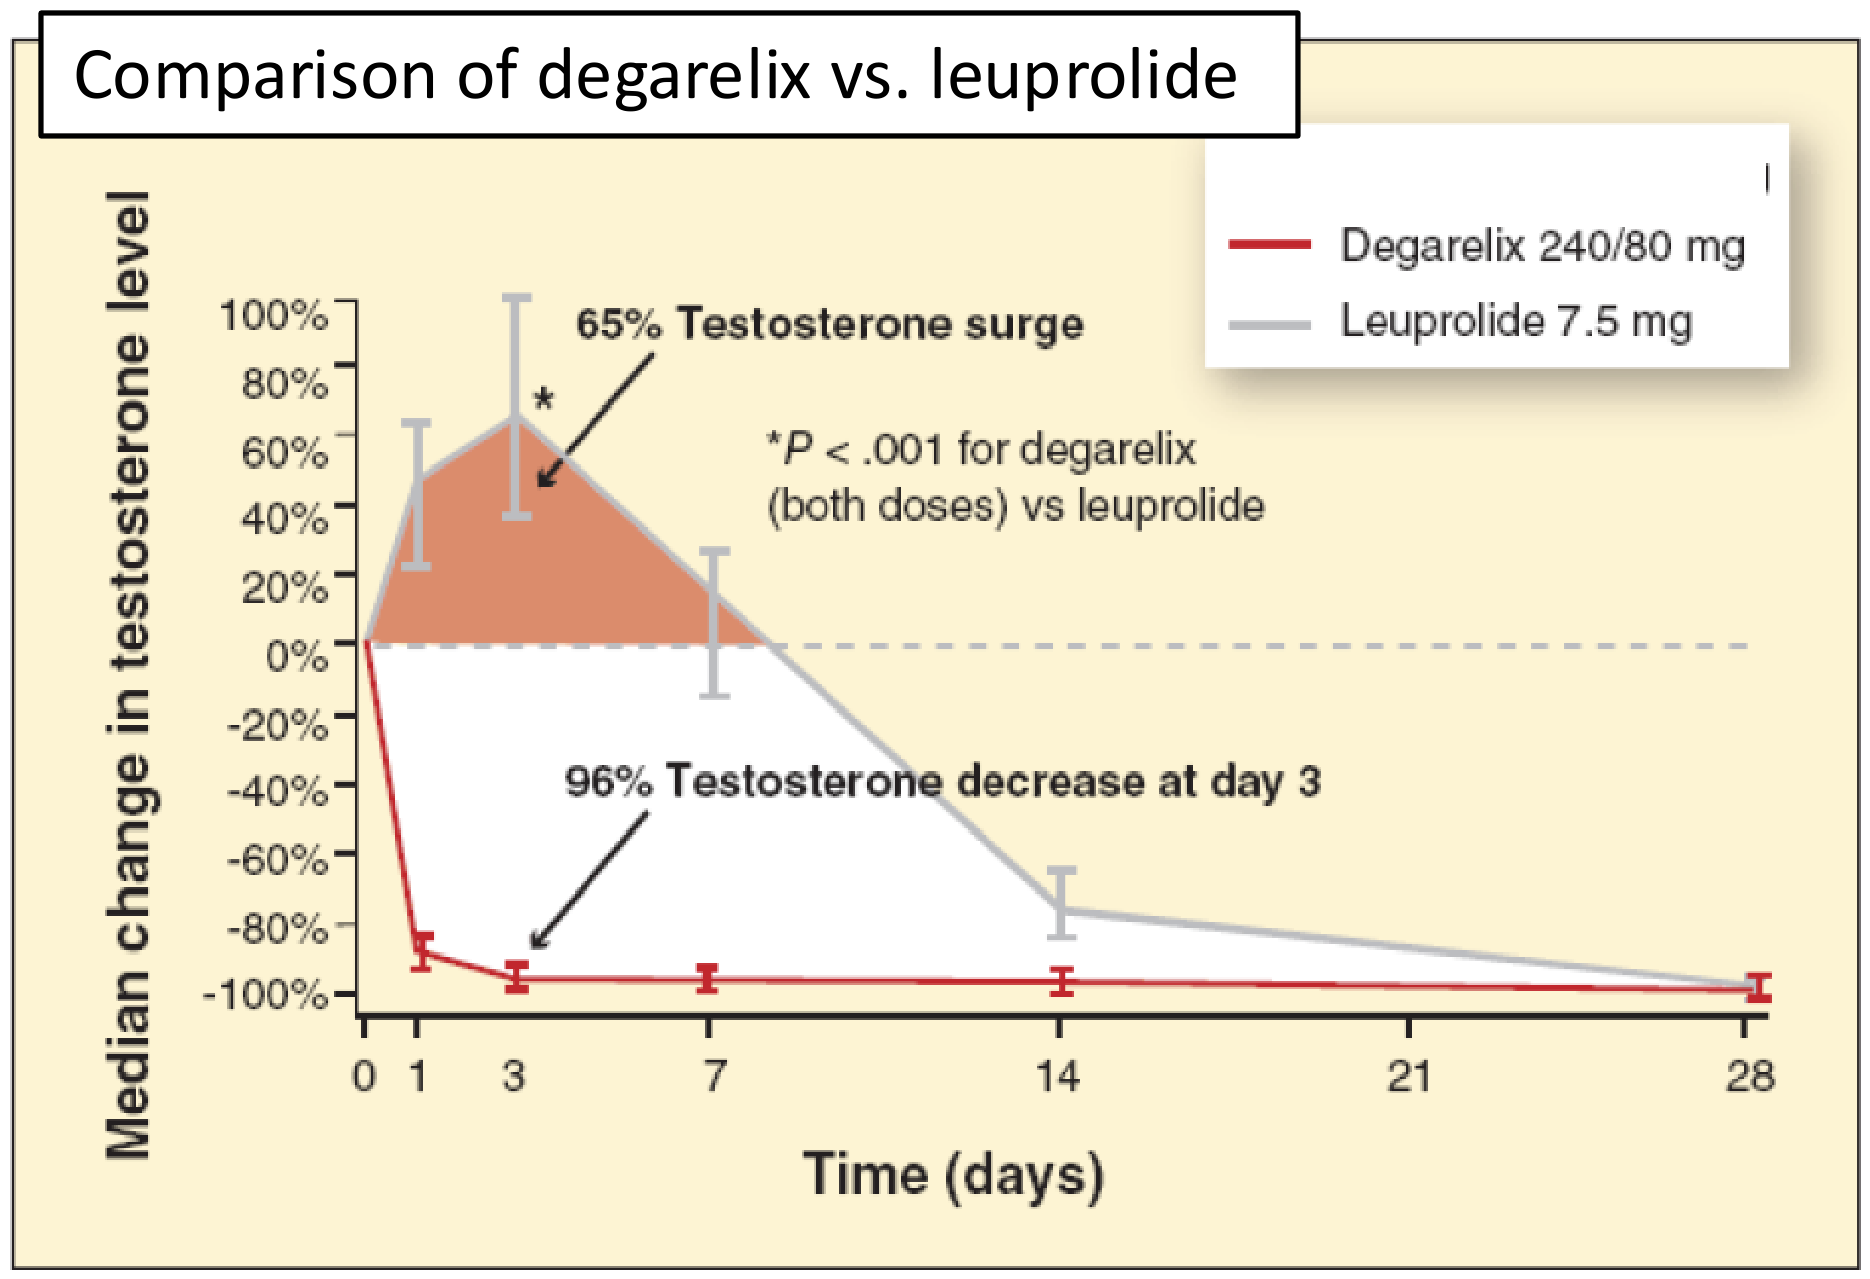 Comparison of degarelix vs. leuprolide
Degarelix 240/80 mg
Leuprolide 7.5 mg
Median change in testosterone level
100%
80%
60%
40%
20%
0%
-20%
-40%
-60%
-80%
-100%
65% Testosterone surge
*
*P < .001 for degarelix
(both doses) vs leuprolide
96% Testosterone decrease at day 3
0 1 3 7 14 21 28
Time (days)